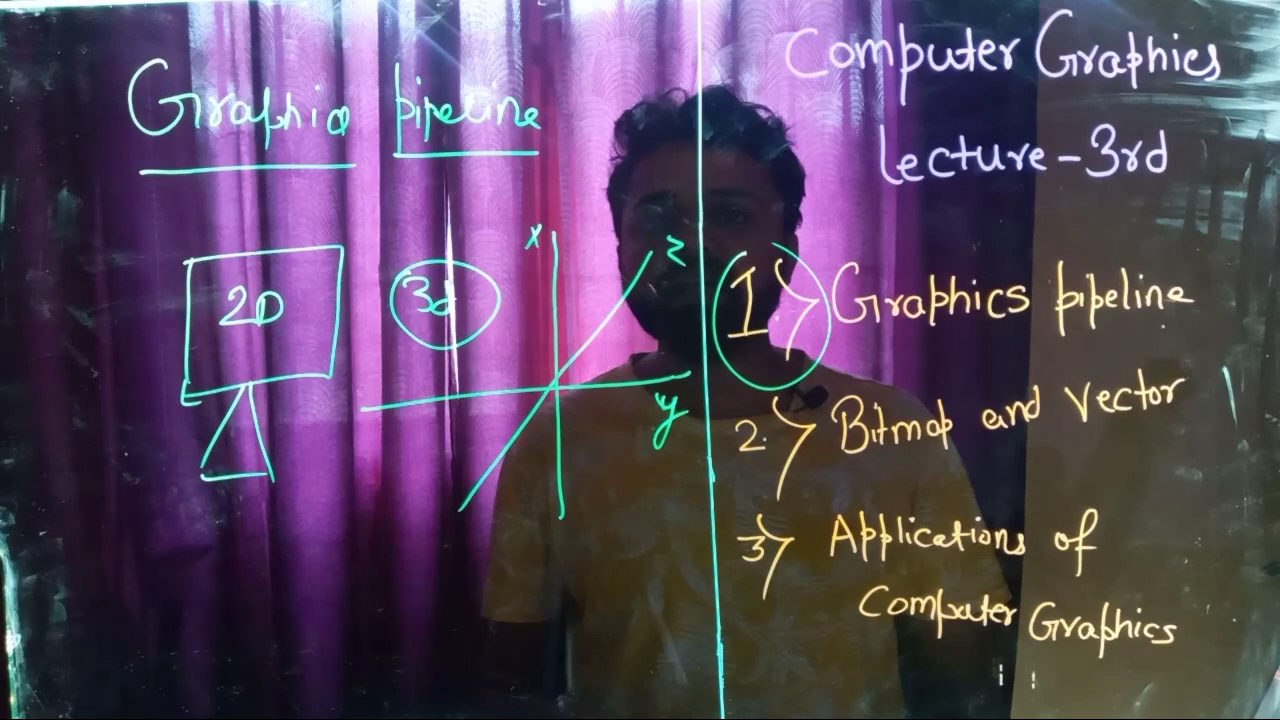 Graphic pipeline
2D
3d
x
z
y
Computer Graphics
Lecture-3rd
1. Graphics pipeline
2. Bitmap and Vector
3 Applications of
Computer Graphics